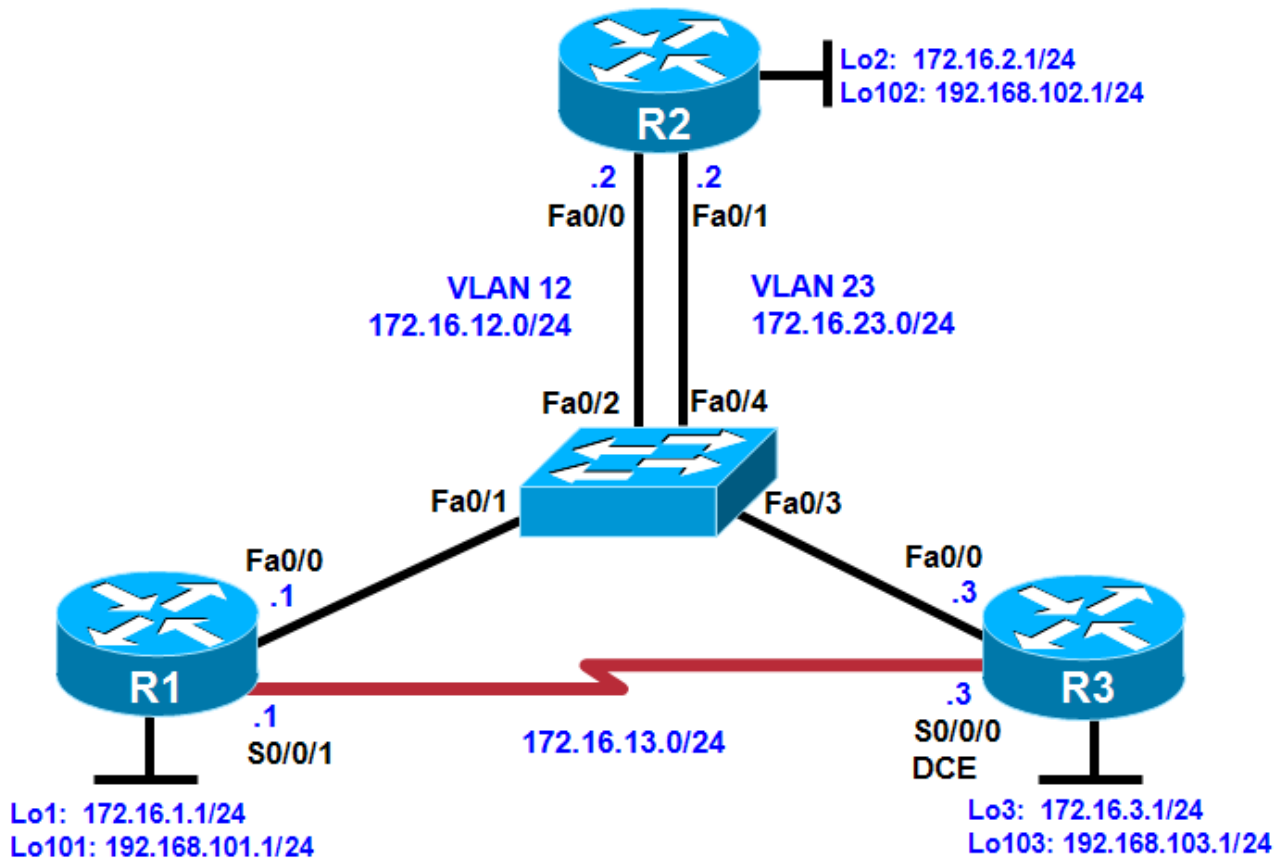 Lo2: 172.16.2.1/24
Lo102: 192.168.102.1/24
R2
.2
.2
Fa0/0
Fa0/1
VLAN 12
172.16.12.0/24
VLAN 23
172.16.23.0/24
Fa0/2
Fa0/4
Fa0/1
Fa0/3
Fa0/0
.1
Fa0/0
.3
R1
R3
.1
S0/0/1
172.16.13.0/24
.3
S0/0/0
DCE
Lo1: 172.16.1.1/24
Lo101: 192.168.101.1/24
Lo3: 172.16.3.1/24
Lo103: 192.168.103.1/24